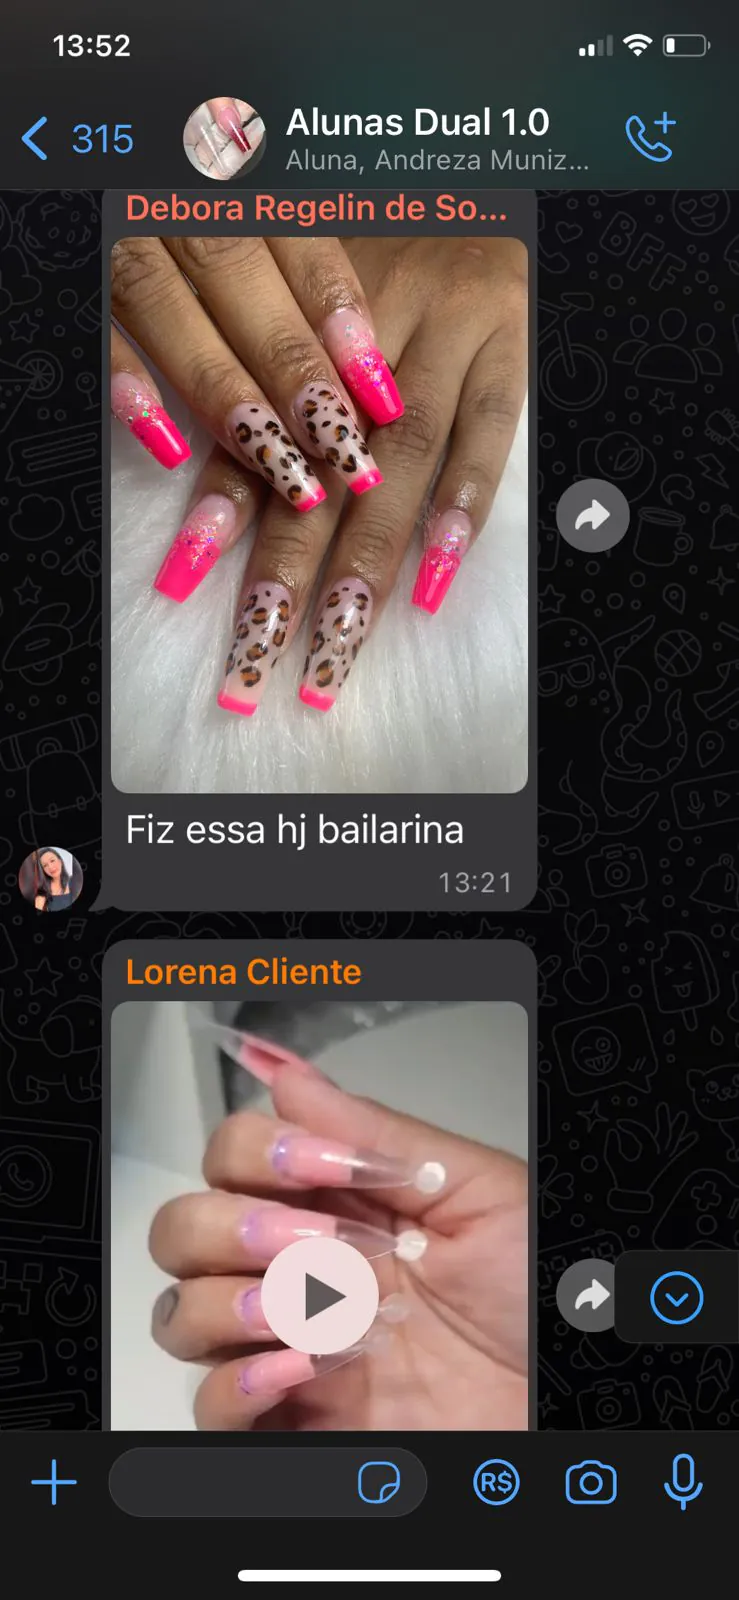 13:52
315
Alunas Dual 1.0
Aluna, Andreza Muniz...
Debora Regelin de So...
Fiz essa hj bailarina
13:21
Lorena Cliente
R$
BFF